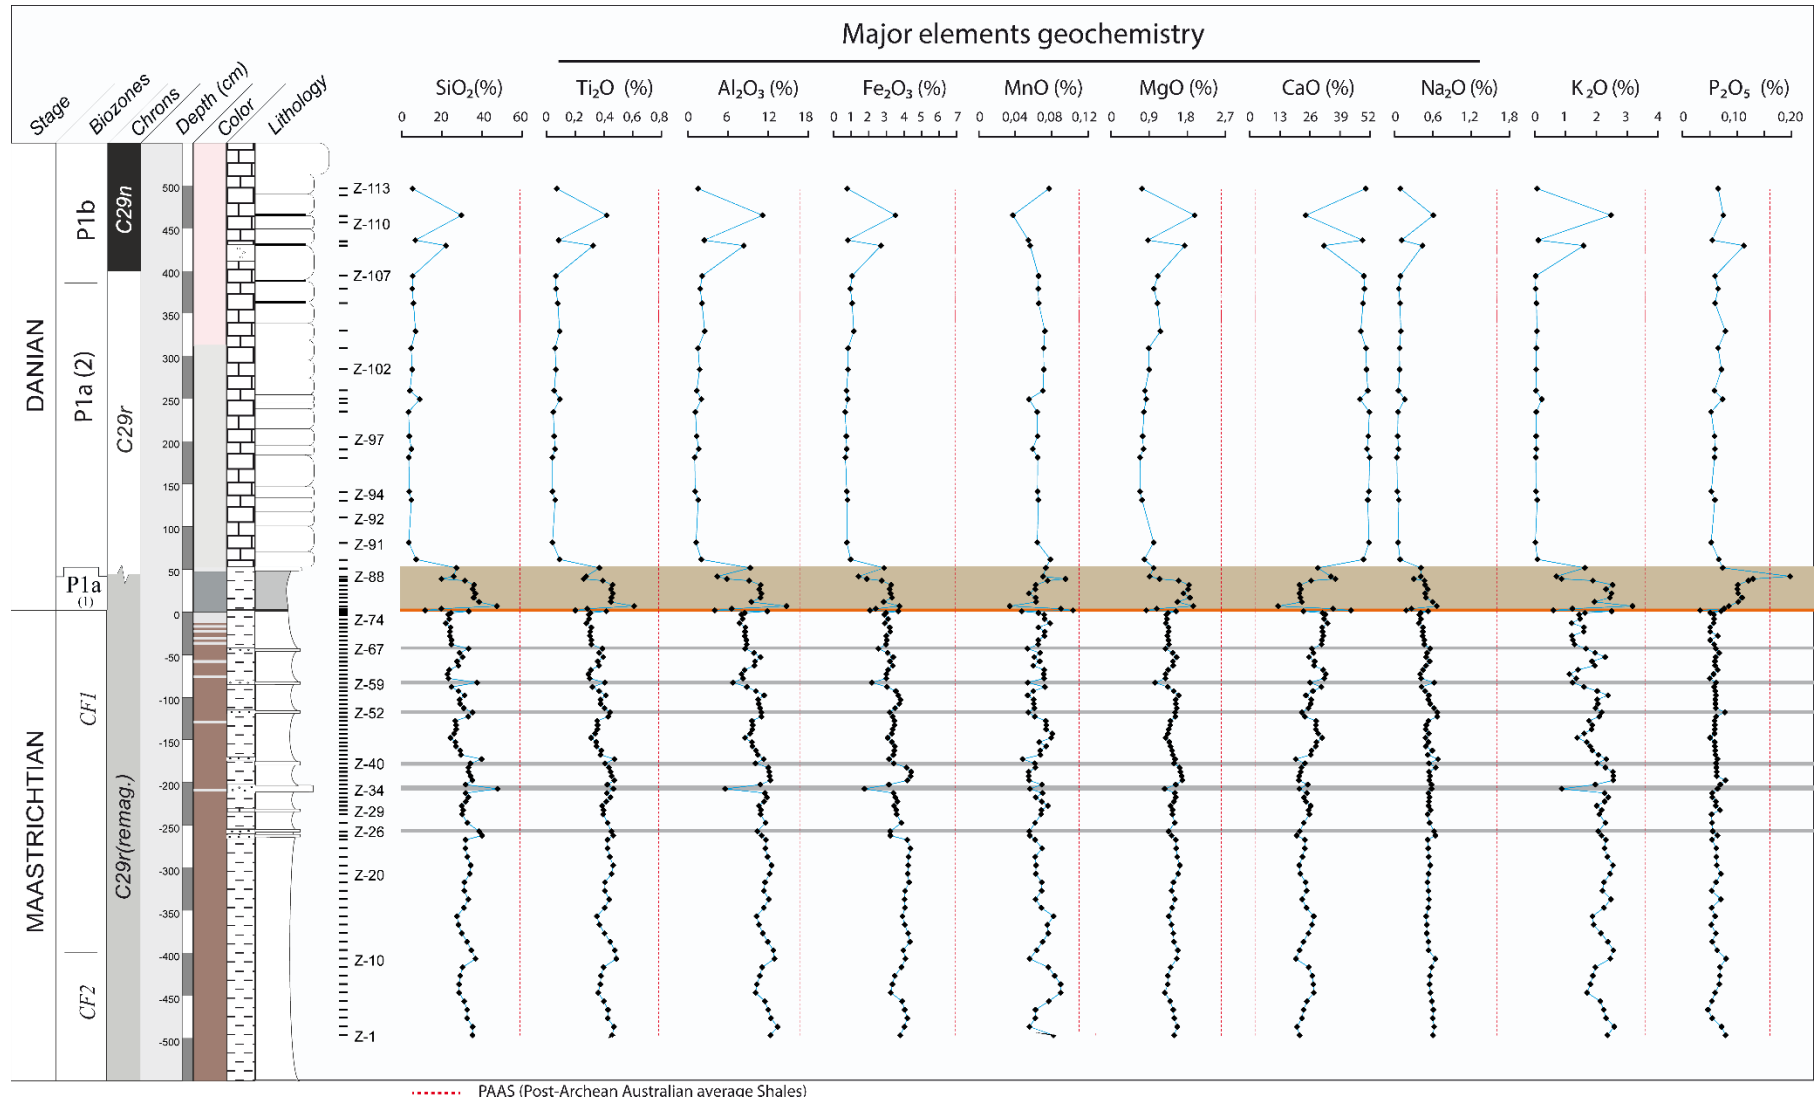 Major elements geochemistry
Stage
Biozones
Chrons
Depth (cm)
Color
Lithology
SiO₂(%)
Ti₂O (%)
Al₂O₃ (%)
Fe₂O₃ (%)
MnO (%)
MgO (%)
CaO (%)
Na₂O (%)
K₂O (%)
P₂O₅ (%)
0 20 40 60
0 0,2 0,4 0,6 0,8
0 6 12 18
0 1 2 3 4 5 6 7
0 0,04 0,08 0,12
0 0,9 1,8 2,7
0 13 26 39 52
0 0,6 1,2 1,8
0 1 2 3 4
0 0,10 0,20
DANIAN
MAASTRICHTIAN
P1b
P1a (2)
P1a
(1)
CF1
CF2
C29n
C29r
C29r(remag.)
500
450
400
350
300
250
200
150
100
50
0
-50
-100
-150
-200
-250
-300
-350
-400
-450
-500
Z-113
Z-110
Z-107
Z-102
Z-97
Z-94
Z-92
Z-91
Z-88
Z-74
Z-67
Z-59
Z-52
Z-40
Z-34
Z-29
Z-26
Z-20
Z-10
Z-1
PAAS (Post-Archean Australian average Shales)